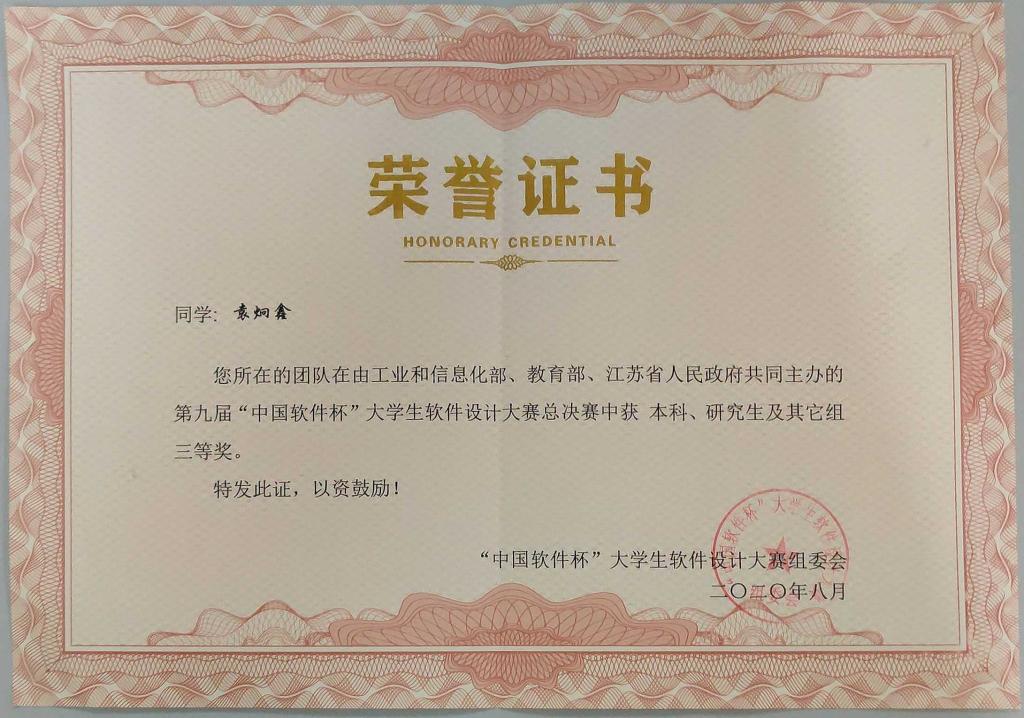 荣誉证书
HONORARY CREDENTIAL
同学: 袁炯鑫
您所在的团队在由工业和信息化部、教育部、江苏省人民政府共同主办的
第九届“中国软件杯”大学生软件设计大赛总决赛中获 本科、研究生及其它组
三等奖。
特发此证，以资鼓励！
“中国软件杯”大学生软件设计大赛组委会
二〇二〇年八月